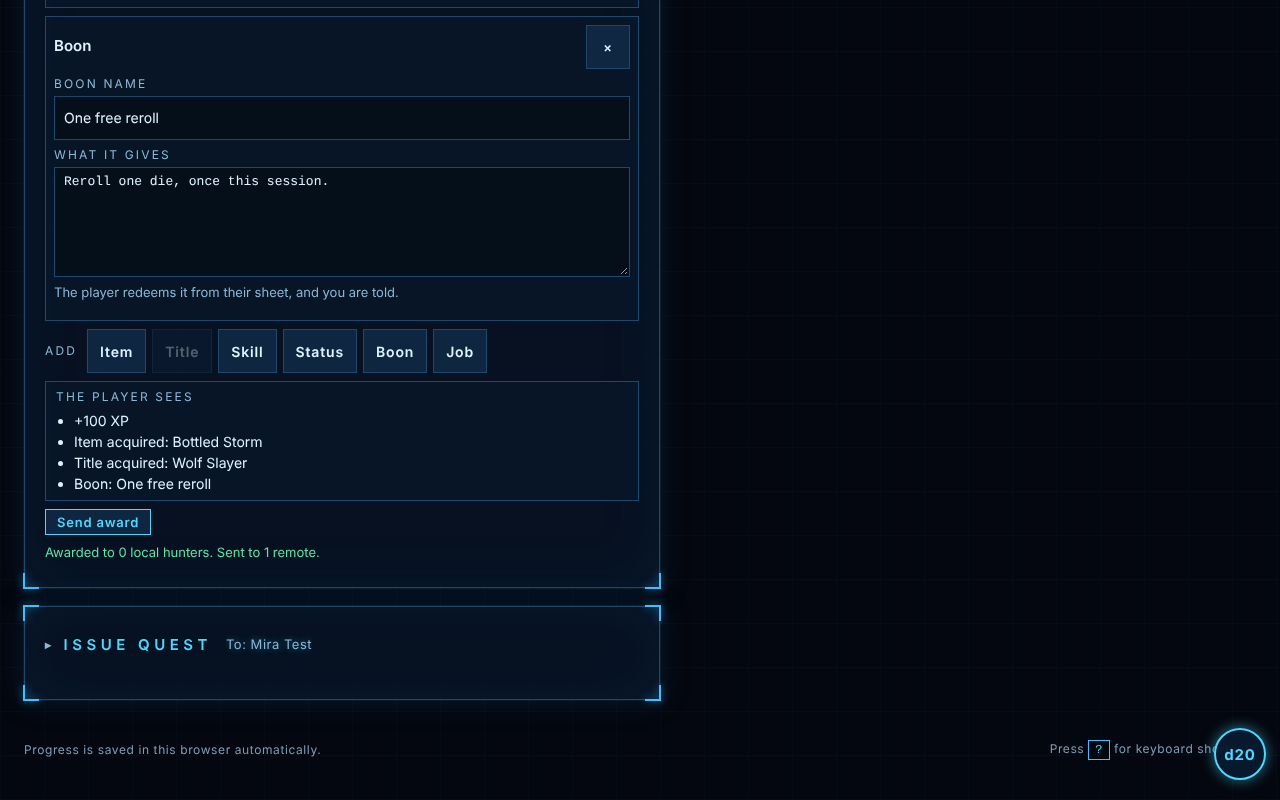 Boon
×
BOON NAME
One free reroll
WHAT IT GIVES
Reroll one die, once this session.
The player redeems it from their sheet, and you are told.
ADD Item Title Skill Status Boon Job
THE PLAYER SEES
• +100 XP
• Item acquired: Bottled Storm
• Title acquired: Wolf Slayer
• Boon: One free reroll
Send award
Awarded to 0 local hunters. Sent to 1 remote.
▸ ISSUE QUEST To: Mira Test
Progress is saved in this browser automatically.
Press ? for keyboard
d20